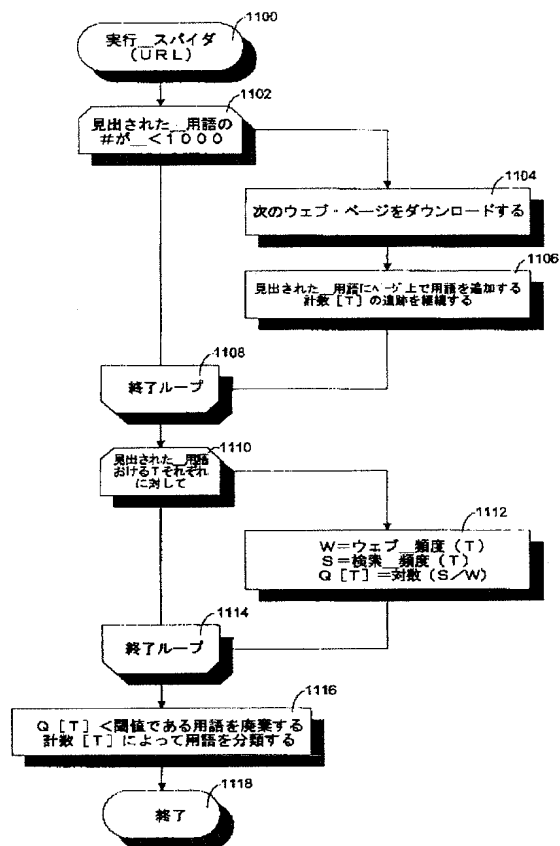 1100
実行＿スパイダ
(URL)
1102
見出された＿用語の
#が＿<1000
1104
次のウェブ・ページをダウンロードする
1106
見出された＿用語にページ上で用語を追加する
計数［T］の追跡を継続する
1108
終了ループ
1110
見出された＿用語
おけるTそれぞれ
に対して
1112
W=ウェブ＿頻度(T)
S=検索＿頻度(T)
Q［T］=対数(S/W)
1114
終了ループ
1116
Q［T］<閾値である用語を廃棄する
計数［T］によって用語を分類する
1118
終了